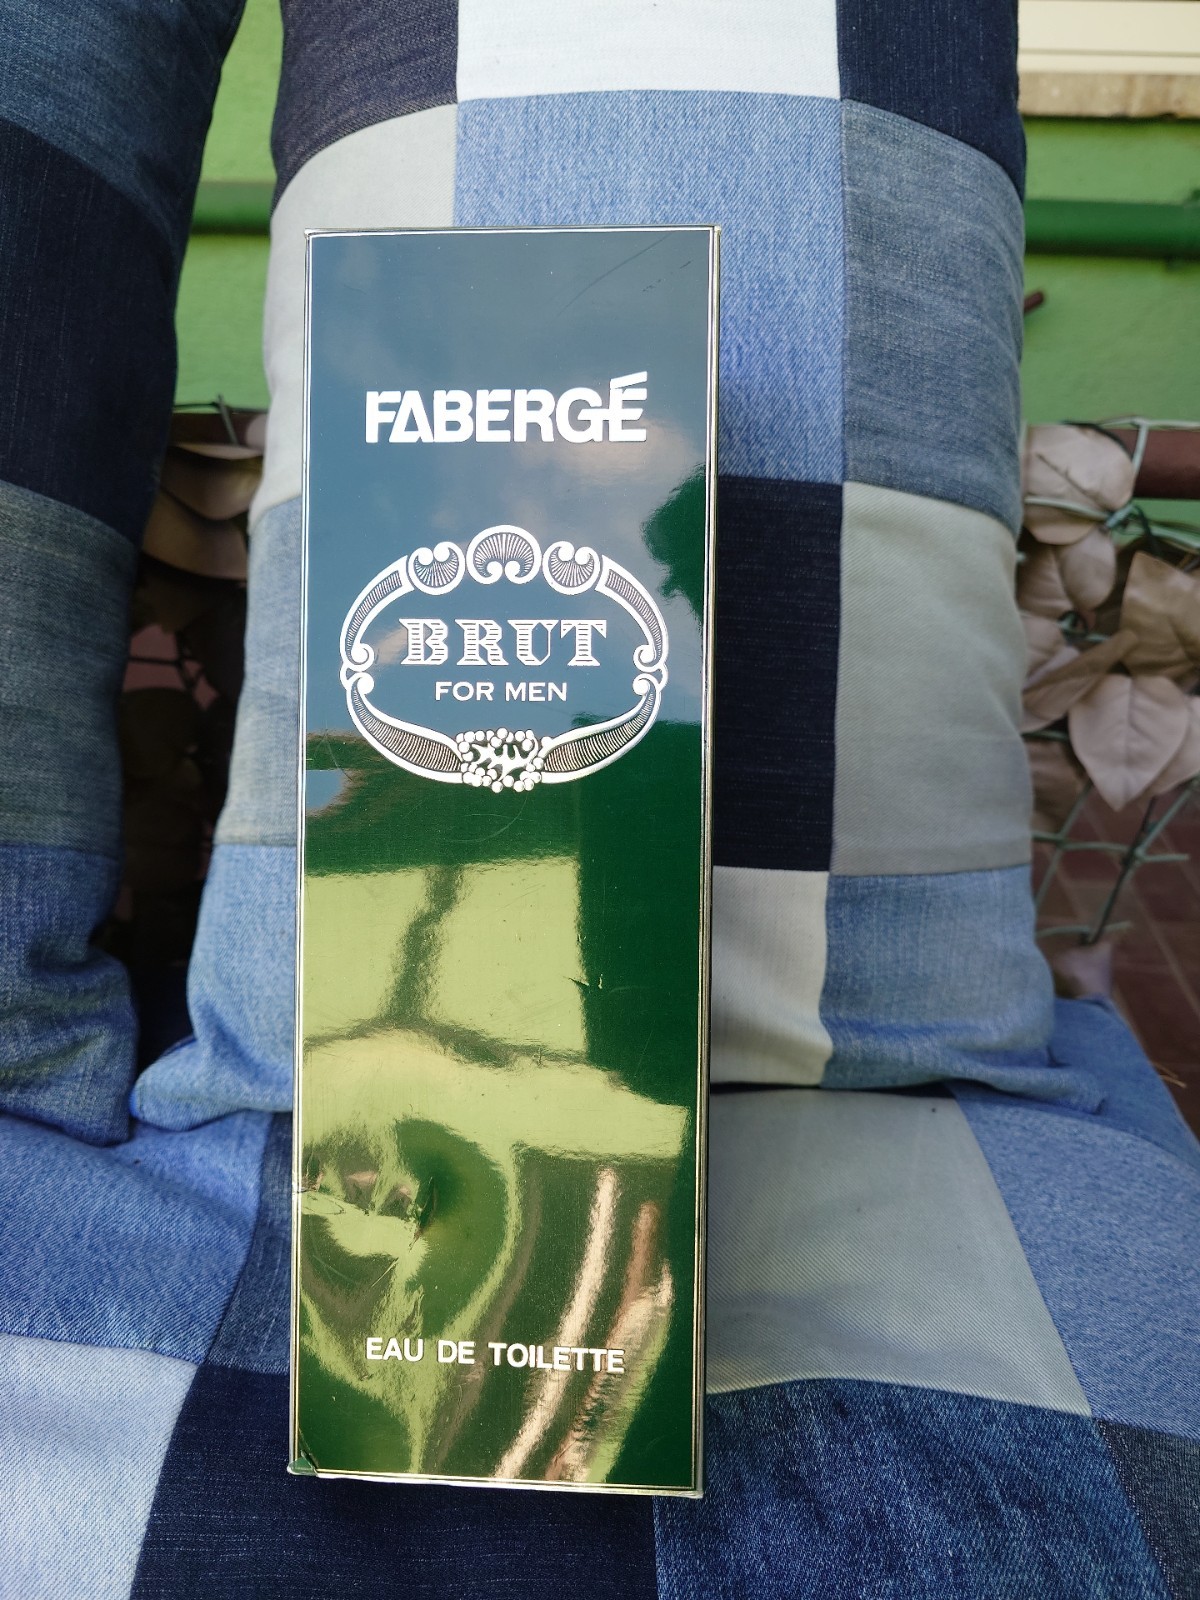 FABERGÉ
BRUT
FOR MEN
EAU DE TOILETTE